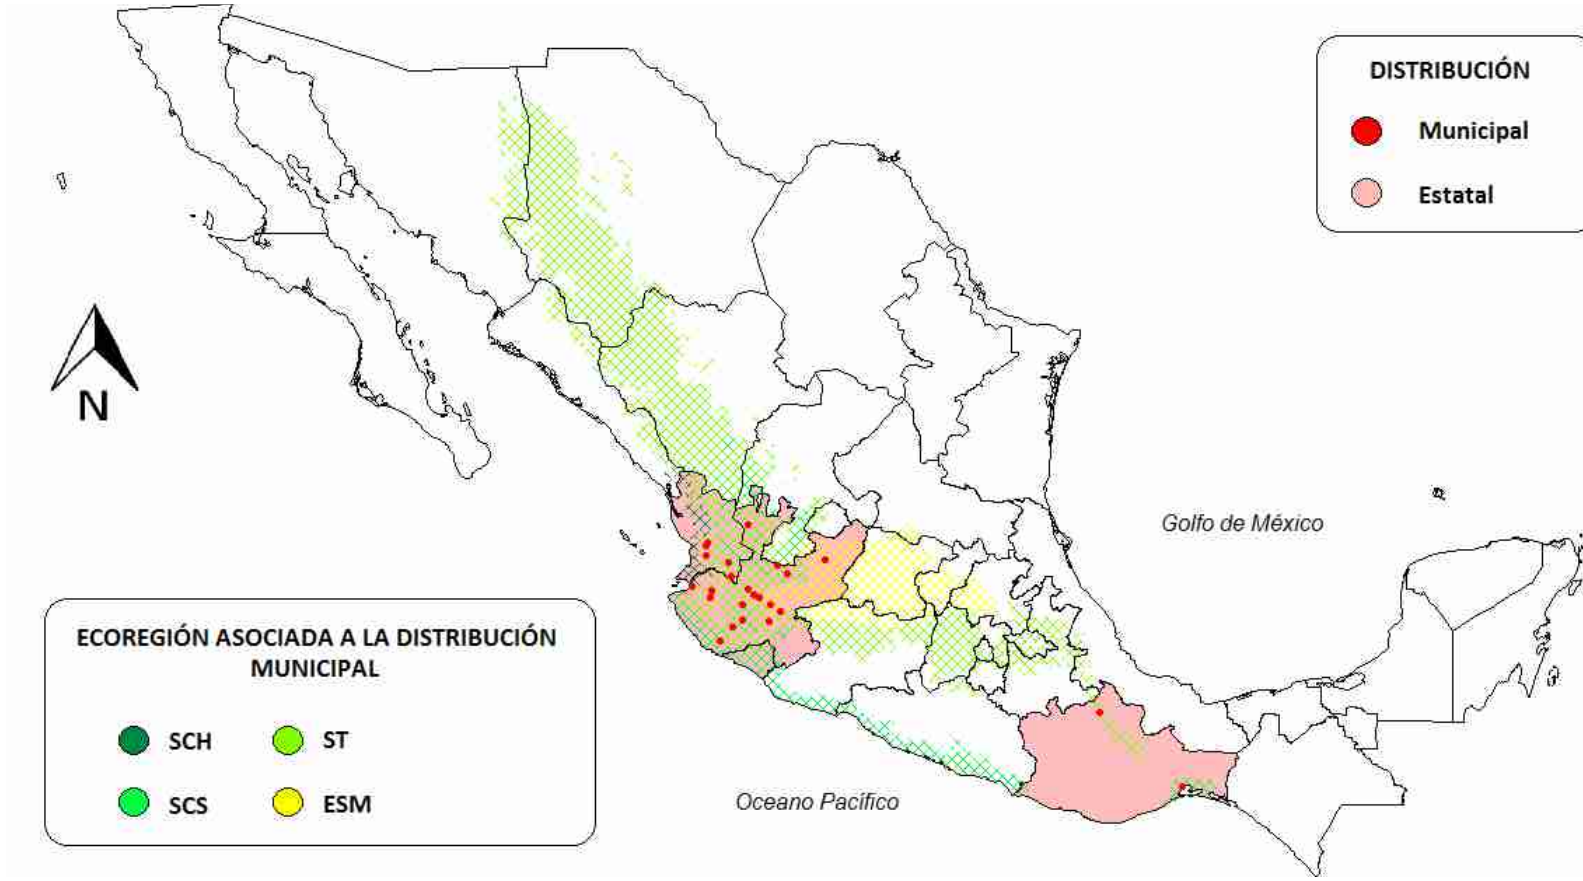 DISTRIBUCIÓN
Municipal
Estatal
N
Golfo de México
ECOREGIÓN ASOCIADA A LA DISTRIBUCIÓN
MUNICIPAL
SCH
ST
SCS
ESM
Oceano Pacífico